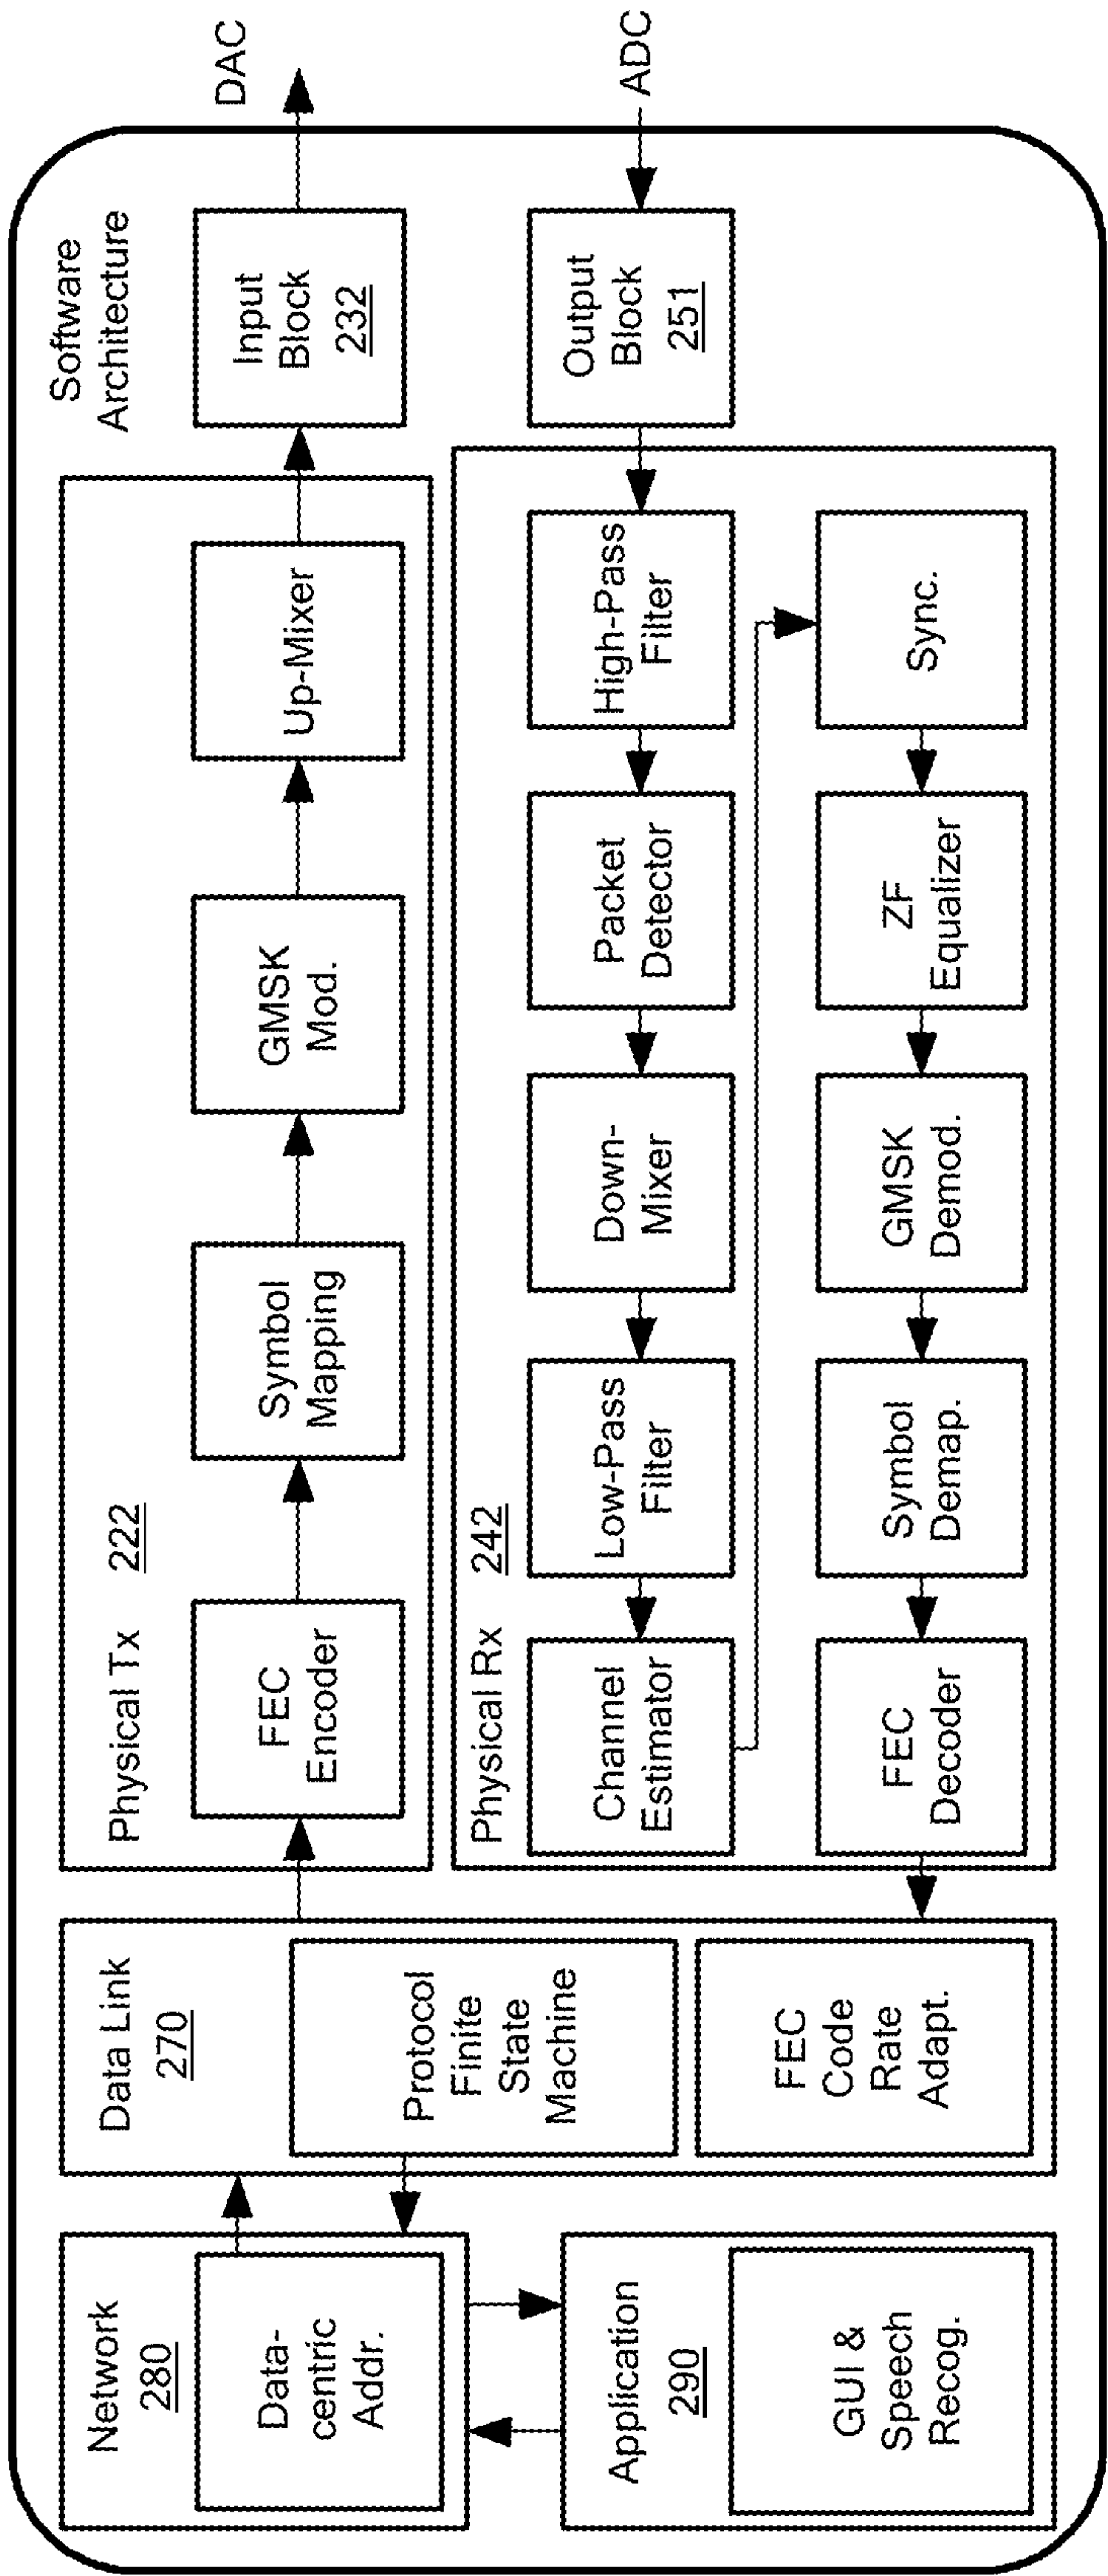 Software
Architecture
Network
280
Data-
centric
Addr.
Application
290
GUI &
Speech
Recog.
Data Link
270
Protocol
Finite
State
Machine
FEC
Code
Rate
Adapt.
Physical Tx 222
FEC
Encoder
Symbol
Mapping
GMSK
Mod.
Up-Mixer
Input
Block
232
DAC
Physical Rx 242
Channel
Estimator
Low-Pass
Filter
Down-
Mixer
Packet
Detector
High-Pass
Filter
Output
Block
251
ADC
FEC
Decoder
Symbol
Demap.
GMSK
Demod.
ZF
Equalizer
Sync.